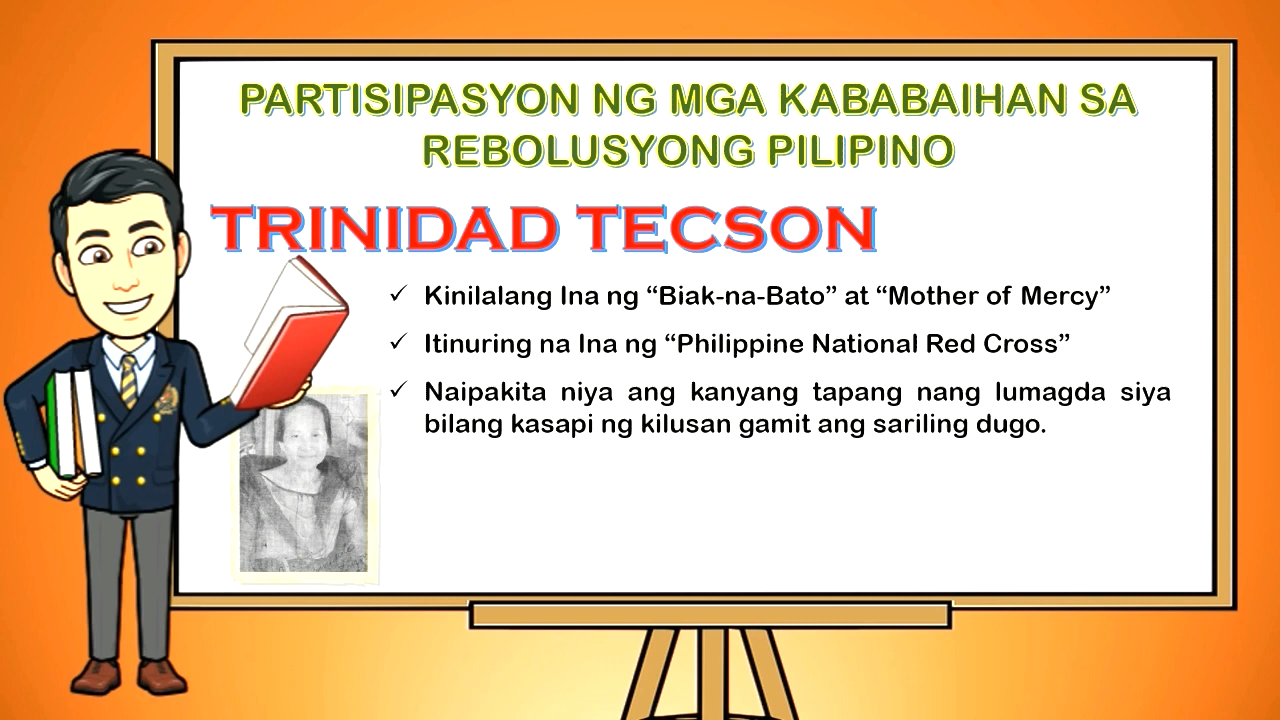 PARTISIPASYON NG MGA KABABAIHAN SA
REBOLUSYONG PILIPINO
TRINIDAD TECSON
✓ Kinilalang Ina ng “Biak-na-Bato” at “Mother of Mercy”
✓ Itinuring na Ina ng “Philippine National Red Cross”
✓ Naipakita niya ang kanyang tapang nang lumagda siya
bilang kasapi ng kilusan gamit ang sariling dugo.